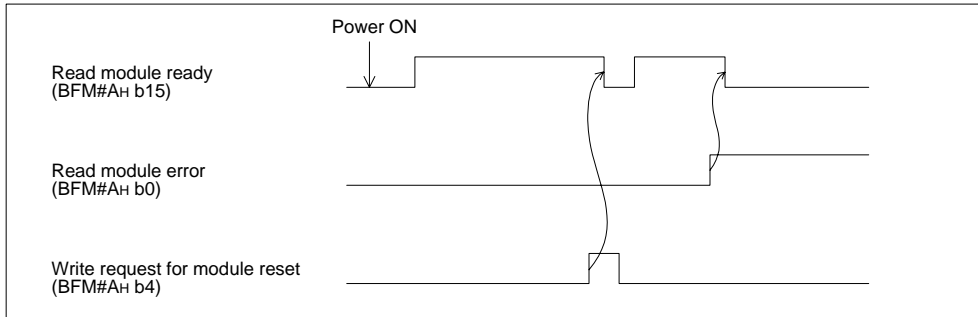 Power ON
Read module ready
(BFM#AH b15)
Read module error
(BFM#AH b0)
Write request for module reset
(BFM#AH b4)